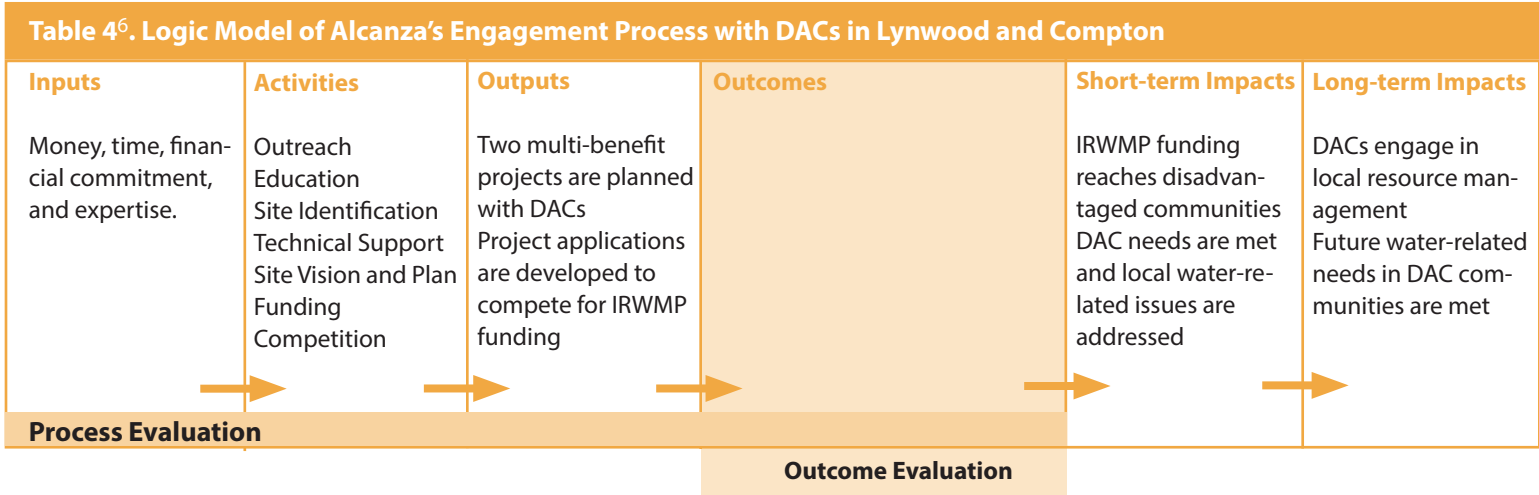 Table 4⁶. Logic Model of Alcanza’s Engagement Process with DACs in Lynwood and Compton
Inputs
Money, time, finan-
cial commitment,
and expertise.
Activities
Outreach
Education
Site Identification
Technical Support
Site Vision and Plan
Funding
Competition
Outputs
Two multi-benefit
projects are planned
with DACs
Project applications
are developed to
compete for IRWMP
funding
Outcomes
Short-term Impacts
IRWMP funding
reaches disadvan-
taged communities
DAC needs are met
and local water-re-
lated issues are
addressed
Long-term Impacts
DACs engage in
local resource man-
agement
Future water-related
needs in DAC com-
munities are met
Process Evaluation
Outcome Evaluation